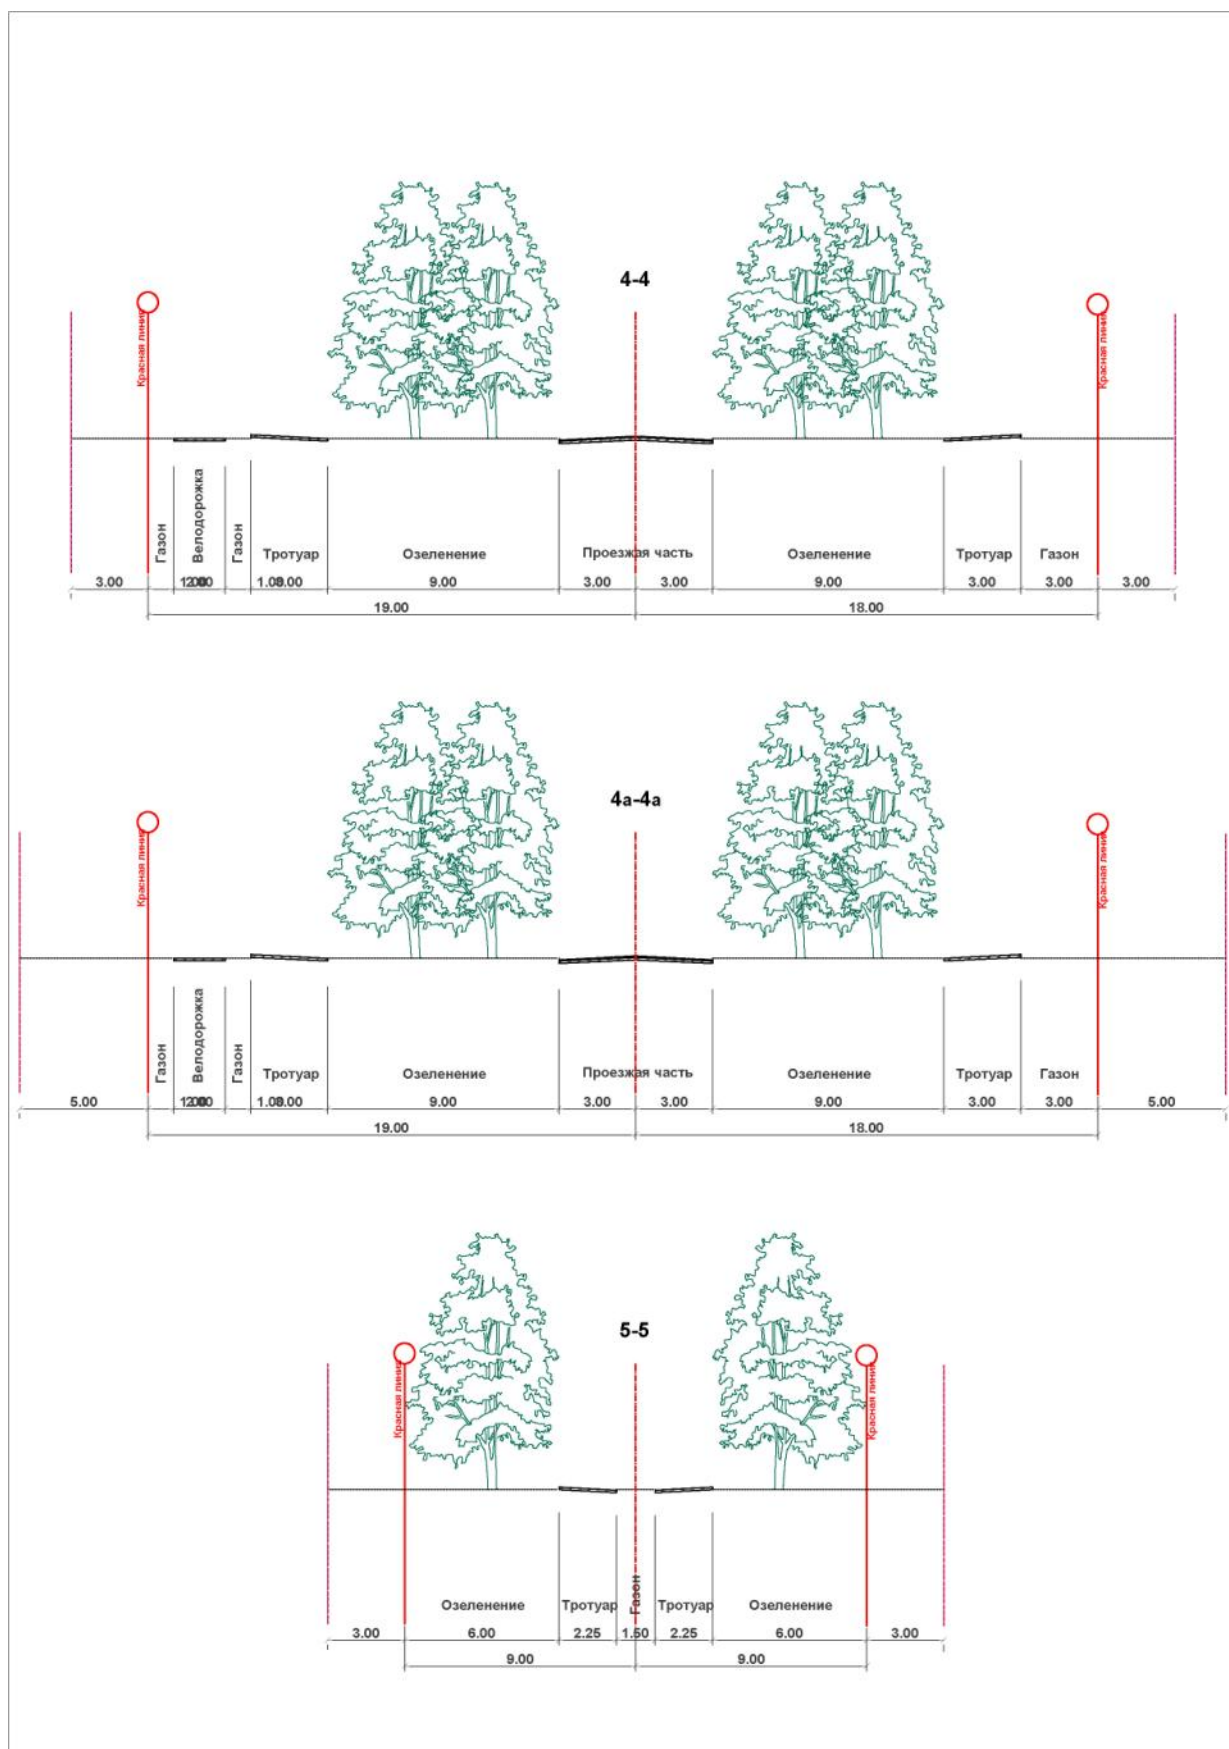 4-4
Красная линия
Красная линия
Газон
Велодорожка
Газон
Тротуар
Озеленение
Проезжая часть
Озеленение
Тротуар
Газон
3.00
9.00
3.00
3.00
9.00
3.00
3.00
3.00
19.00
18.00
4а-4а
Красная линия
Красная линия
Газон
Велодорожка
Газон
Тротуар
Озеленение
Проезжая часть
Озеленение
Тротуар
Газон
5.00
9.00
3.00
3.00
9.00
3.00
3.00
5.00
19.00
18.00
5-5
Красная линия
Красная линия
Озеленение
Тротуар
Газон
Тротуар
Озеленение
3.00
6.00
2.25
1.50
2.25
6.00
3.00
9.00
9.00